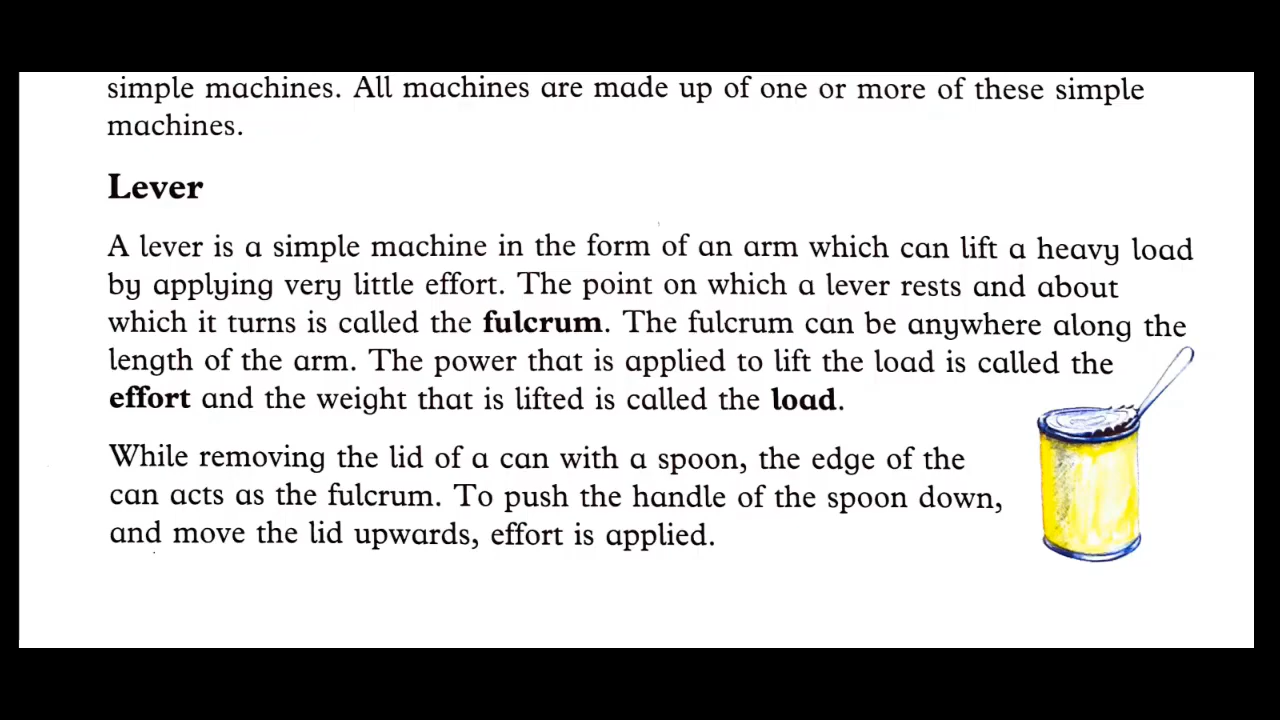 simple machines. All machines are made up of one or more of these simple
machines.
Lever
A lever is a simple machine in the form of an arm which can lift a heavy load
by applying very little effort. The point on which a lever rests and about
which it turns is called the fulcrum. The fulcrum can be anywhere along the
length of the arm. The power that is applied to lift the load is called the
effort and the weight that is lifted is called the load.
While removing the lid of a can with a spoon, the edge of the
can acts as the fulcrum. To push the handle of the spoon down,
and move the lid upwards, effort is applied.